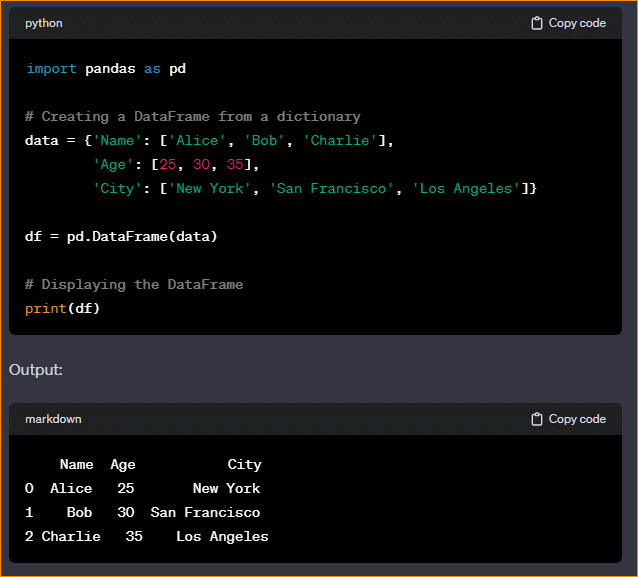 python Copy code
import pandas as pd
# Creating a DataFrame from a dictionary
data = {'Name': ['Alice', 'Bob', 'Charlie'],
        'Age': [25, 30, 35],
        'City': ['New York', 'San Francisco', 'Los Angeles']}
df = pd.DataFrame(data)
# Displaying the DataFrame
print(df)
Output:
markdown Copy code
    Name  Age           City
0  Alice   25       New York
1    Bob   30  San Francisco
2 Charlie   35    Los Angeles